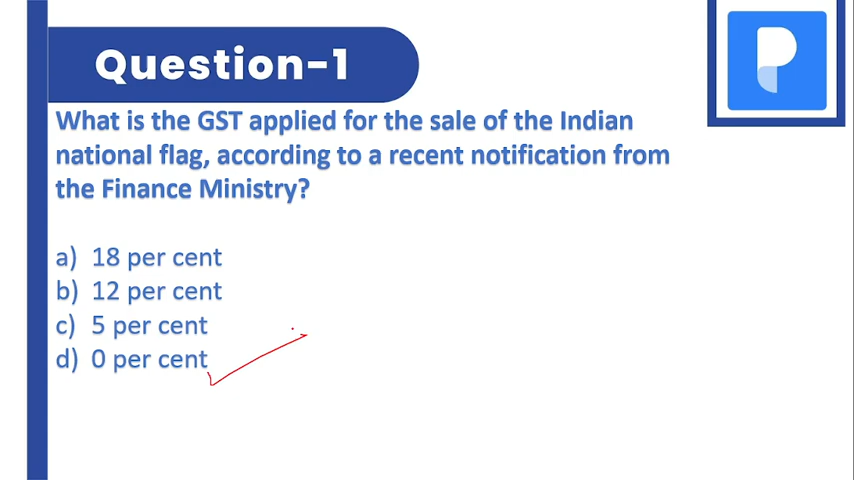 Question-1
What is the GST applied for the sale of the Indian
national flag, according to a recent notification from
the Finance Ministry?
a) 18 per cent
b) 12 per cent
c) 5 per cent
d) 0 per cent